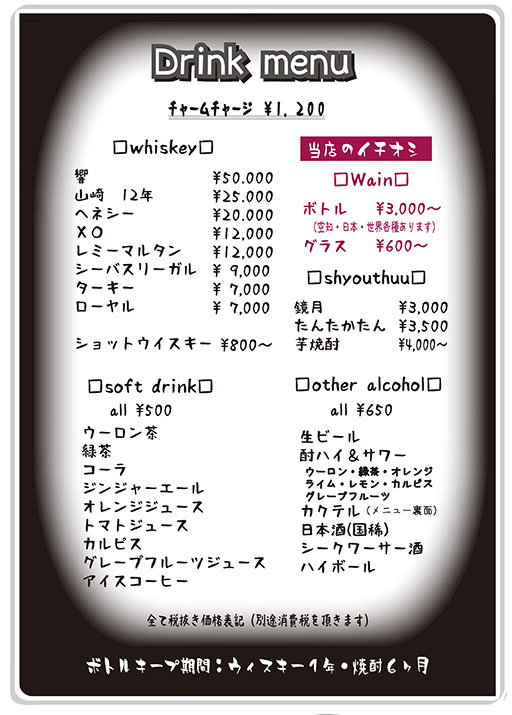 Drink menu
チャームチャージ ¥1,200
□whiskey□
響 ¥50.000
山崎 12年 ¥25.000
ヘネシー ¥20.000
XO ¥12,000
レミーマルタン ¥12,000
シーバスリーガル ¥ 9,000
ターキー ¥ 7,000
ローヤル ¥ 7,000
ショットウイスキー ¥800～
当店のイチオシ
□Wain□
ボトル ¥3,000～
(空知・日本・世界各種あります)
グラス ¥600～
□shyouthuu□
鏡月 ¥3,000
たんたかたん ¥3,500
芋焼酎 ¥4,000～
□soft drink□
all ¥500
ウーロン茶
緑茶
コーラ
ジンジャーエール
オレンジジュース
トマトジュース
カルピス
グレープフルーツジュース
アイスコーヒー
□other alcohol□
all ¥650
生ビール
酎ハイ＆サワー
ウーロン・緑茶・オレンジ
ライム・レモン・カルピス
グレープフルーツ
カクテル(メニュー裏面)
日本酒(国稀)
シークワーサー酒
ハイボール
全て税抜き価格表記(別途消費税を頂きます)
ボトルキープ期間：ウィスキー1年・焼酎6ヶ月